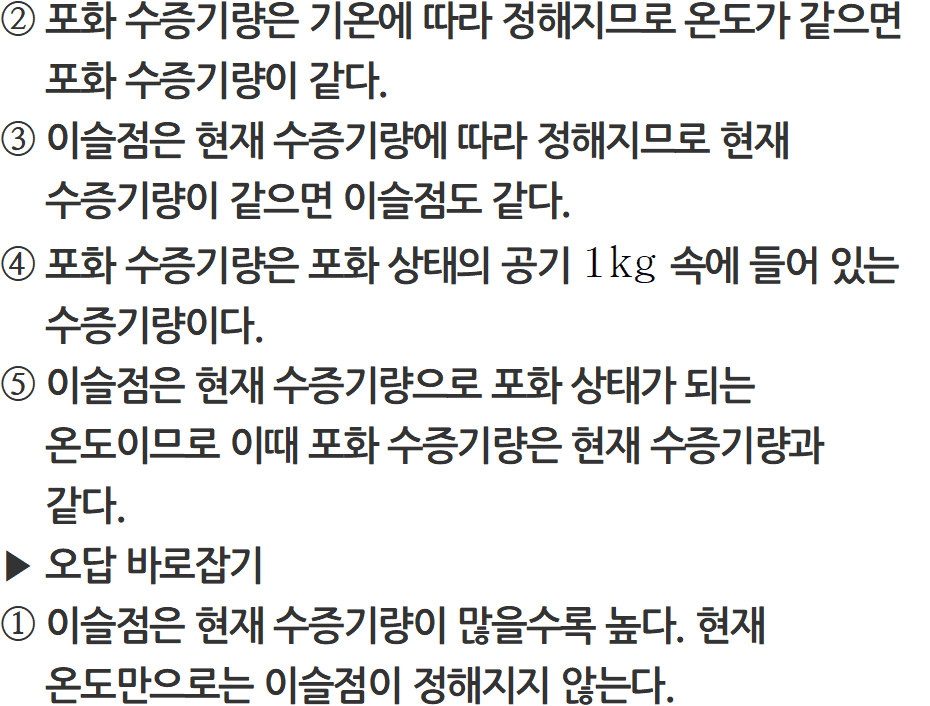 ② 포화 수증기량은 기온에 따라 정해지므로 온도가 같으면
포화 수증기량이 같다.
③ 이슬점은 현재 수증기량에 따라 정해지므로 현재
수증기량이 같으면 이슬점도 같다.
④ 포화 수증기량은 포화 상태의 공기 1kg 속에 들어 있는
수증기량이다.
⑤ 이슬점은 현재 수증기량으로 포화 상태가 되는
온도이므로 이때 포화 수증기량은 현재 수증기량과
같다.
▶ 오답 바로잡기
① 이슬점은 현재 수증기량이 많을수록 높다. 현재
온도만으로는 이슬점이 정해지지 않는다.